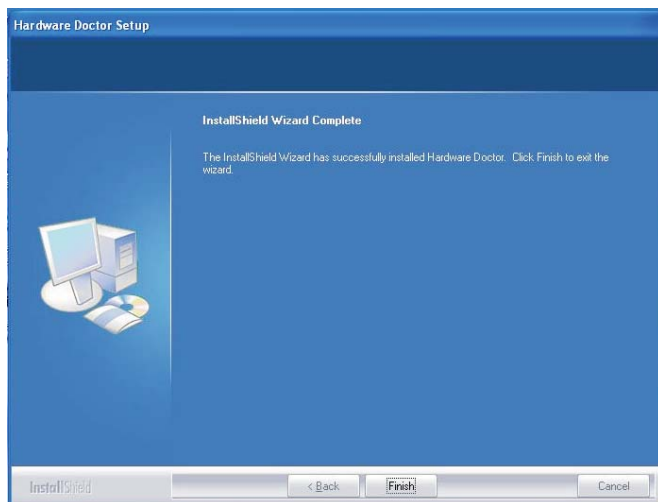 Hardware Doctor Setup
InstallShield Wizard Complete
The InstallShield Wizard has successfully installed Hardware Doctor. Click Finish to exit the
wizard.
InstallShield
< Back
Finish
Cancel